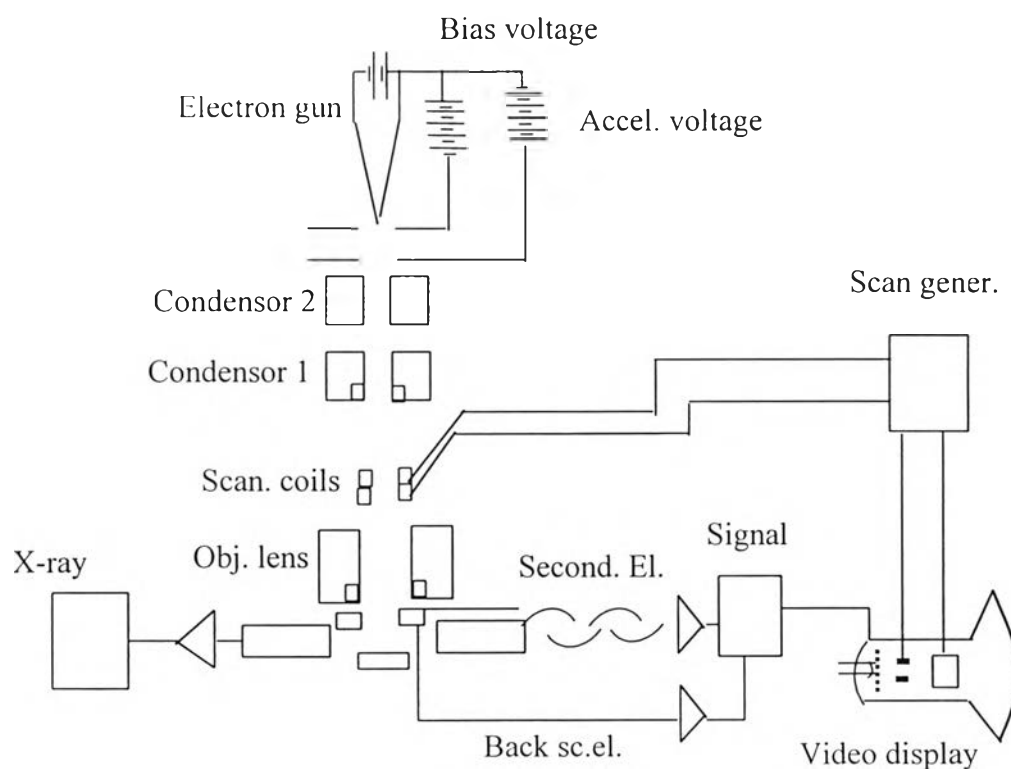 Bias voltage
Electron gun
Accel. voltage
Condensor 2
Scan gener.
Condensor 1
Scan. coils
Signal
X-ray
Obj. lens
Second. El.
Back sc.el.
Video display